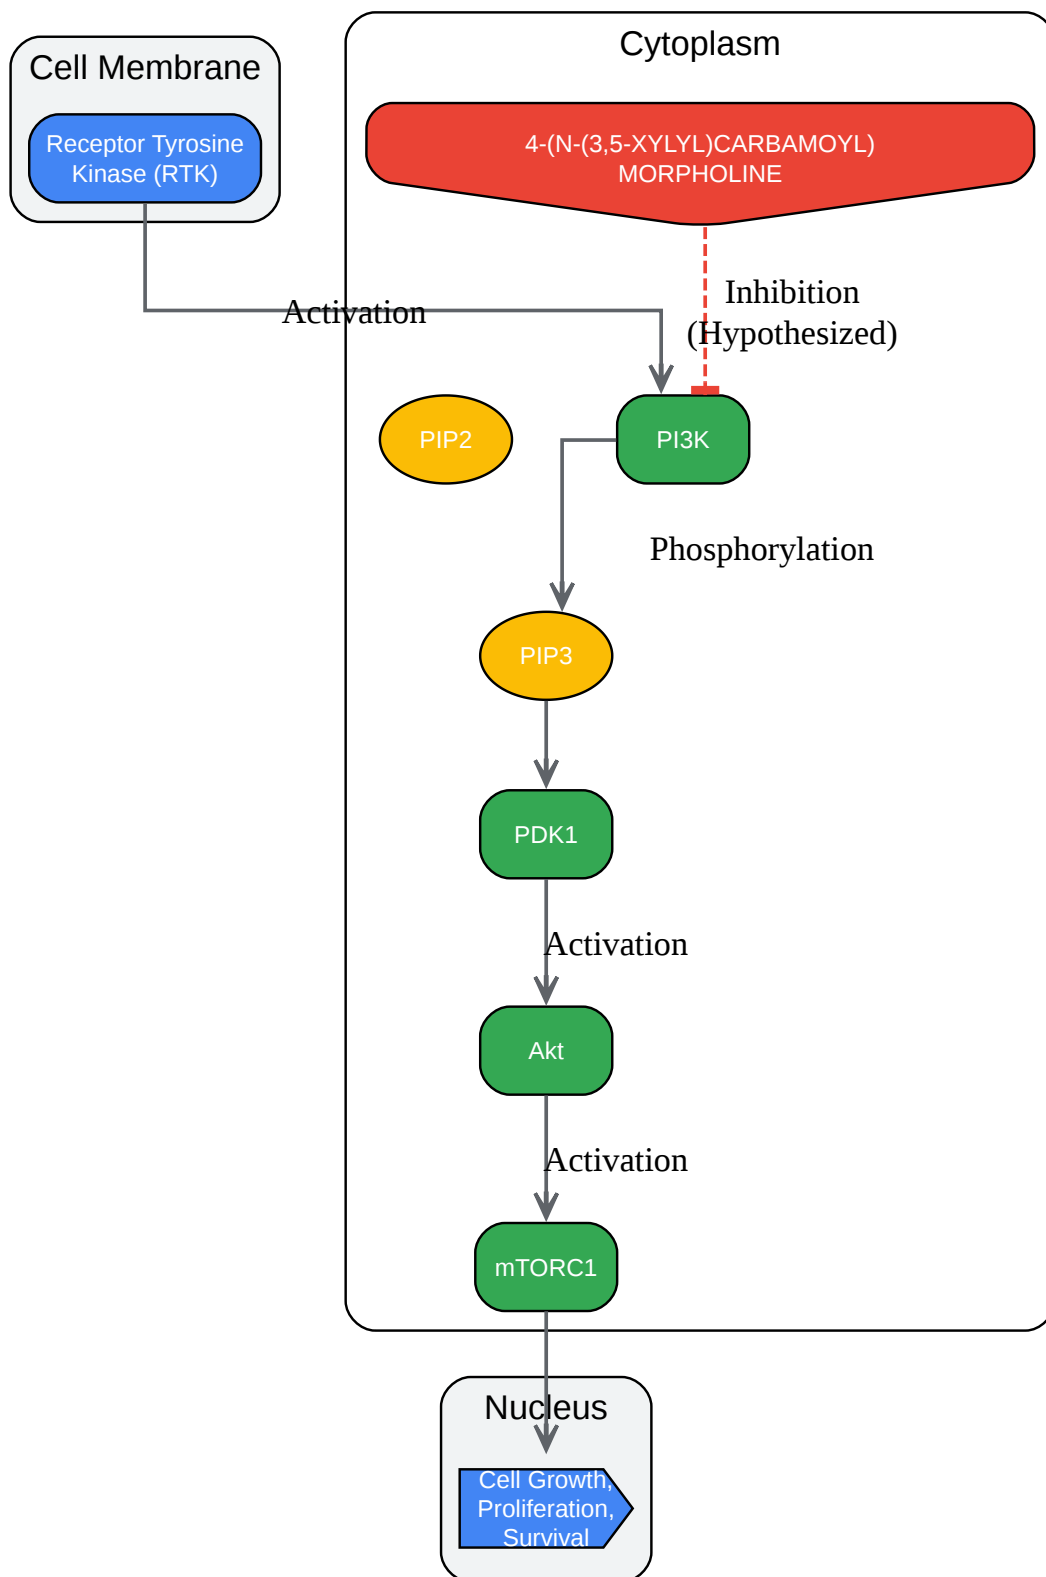 Cytoplasm
Cell Membrane
Receptor Tyrosine
Kinase (RTK)
4-(N-(3,5-XYLYL)CARBAMOYL)
MORPHOLINE
Activation
Inhibition
(Hypothesized)
PIP2
PI3K
Phosphorylation
PIP3
PDK1
Activation
Akt
Activation
mTORC1
Nucleus
Cell Growth,
Proliferation,
Survival